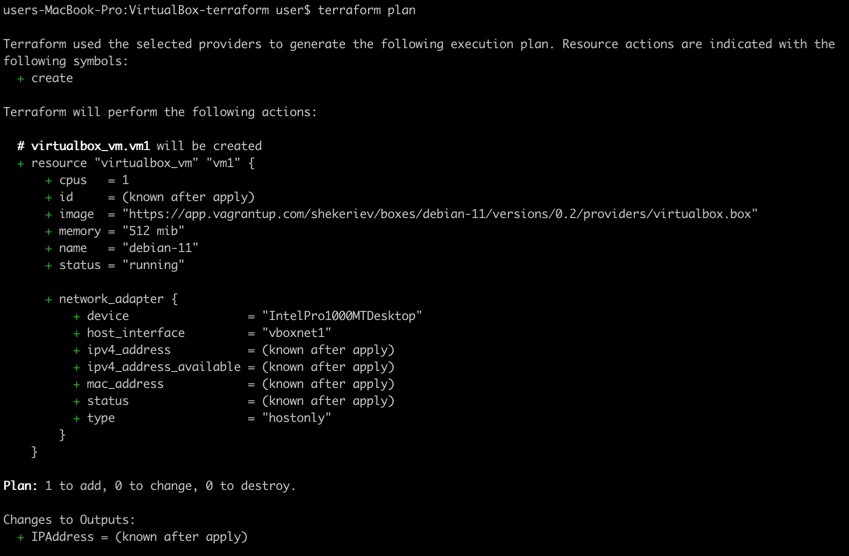 users-MacBook-Pro:VirtualBox-terraform user$ terraform plan
Terraform used the selected providers to generate the following execution plan. Resource actions are indicated with the
following symbols:
  + create
Terraform will perform the following actions:
  # virtualbox_vm.vm1 will be created
  + resource "virtualbox_vm" "vm1" {
      + cpus   = 1
      + id     = (known after apply)
      + image  = "https://app.vagrantup.com/shekeriev/boxes/debian-11/versions/0.2/providers/virtualbox.box"
      + memory = "512 mib"
      + name   = "debian-11"
      + status = "running"
      + network_adapter {
          + device                 = "IntelPro1000MTDesktop"
          + host_interface         = "vboxnet1"
          + ipv4_address           = (known after apply)
          + ipv4_address_available = (known after apply)
          + mac_address            = (known after apply)
          + status                 = (known after apply)
          + type                   = "hostonly"
        }
    }
Plan: 1 to add, 0 to change, 0 to destroy.
Changes to Outputs:
  + IPAddress = (known after apply)